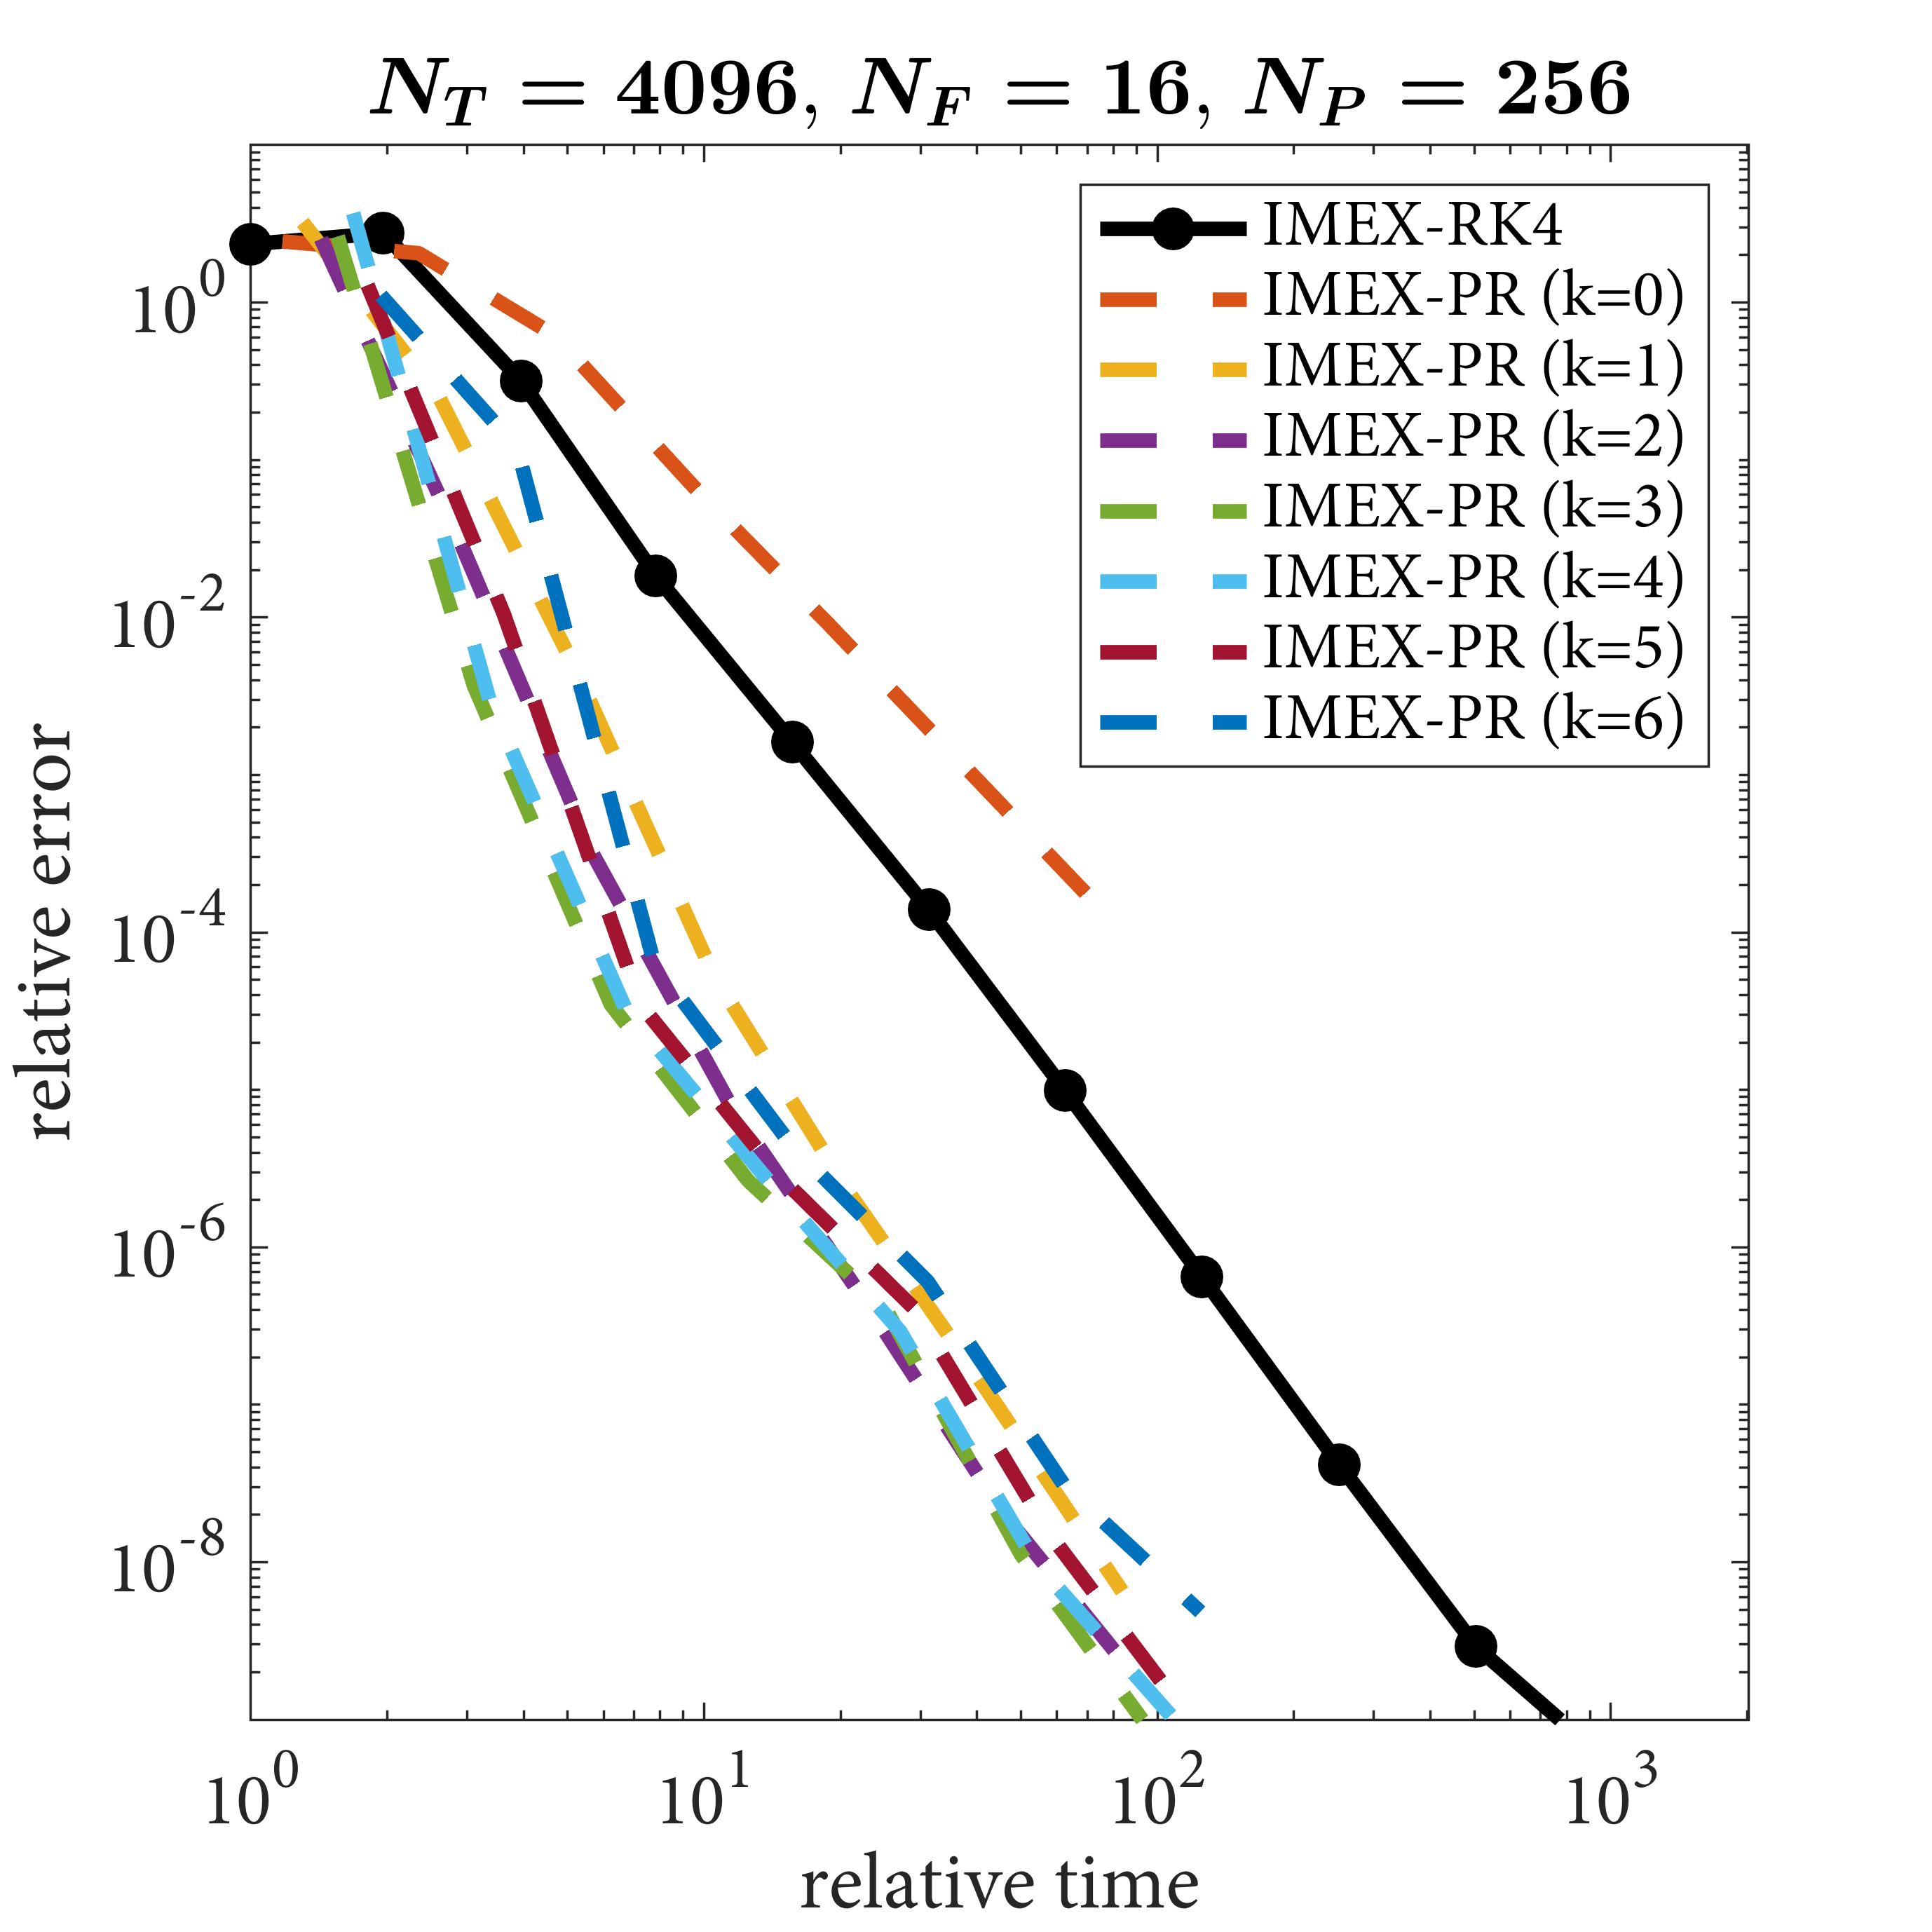 N_T = 4096, N_F = 16, N_P = 256
IMEX-RK4
IMEX-PR (k=0)
IMEX-PR (k=1)
IMEX-PR (k=2)
IMEX-PR (k=3)
IMEX-PR (k=4)
IMEX-PR (k=5)
IMEX-PR (k=6)
relative error
10^0
10^-2
10^-4
10^-6
10^-8
10^0 10^1 10^2 10^3
relative time